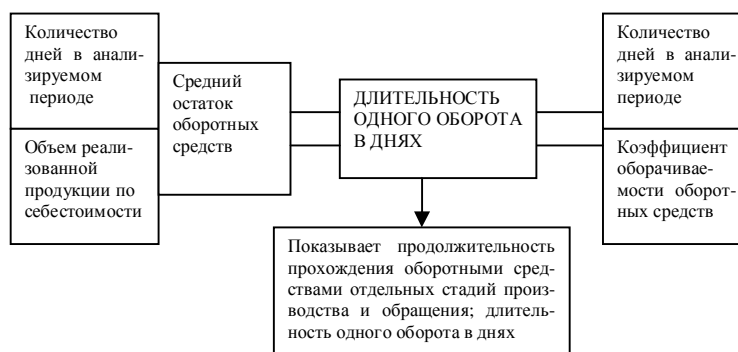 Количество
дней в анали-
зируемом
периоде
Объем реали-
зованной
продукции по
себестоимости
Средний
остаток
оборотных
средств
ДЛИТЕЛЬНОСТЬ
ОДНОГО ОБОРОТА
В ДНЯХ
Количество
дней в анали-
зируемом
периоде
Коэффициент
оборачивае-
мости оборот-
ных средств
Показывает продолжительность
прохождения оборотными сред-
ствами отдельных стадий произ-
водства и обращения; длитель-
ность одного оборота в днях